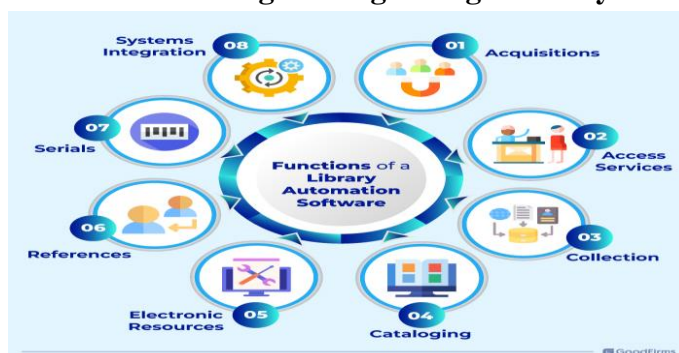 Functions of a
Library
Automation
Software
01
Acquisitions
02
Access
Services
03
Collection
04
Cataloging
05
Electronic
Resources
06
References
07
Serials
08
Systems
Integration
GoodFirms